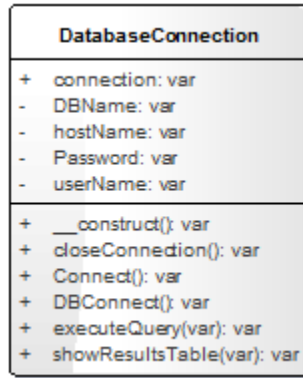 DatabaseConnection
+ connection: var
- DBName: var
- hostName: var
- Password: var
- userName: var
+ __construct(): var
+ closeConnection(): var
+ Connect(): var
+ DBConnect(): var
+ executeQuery(var): var
+ showResultsTable(var): var